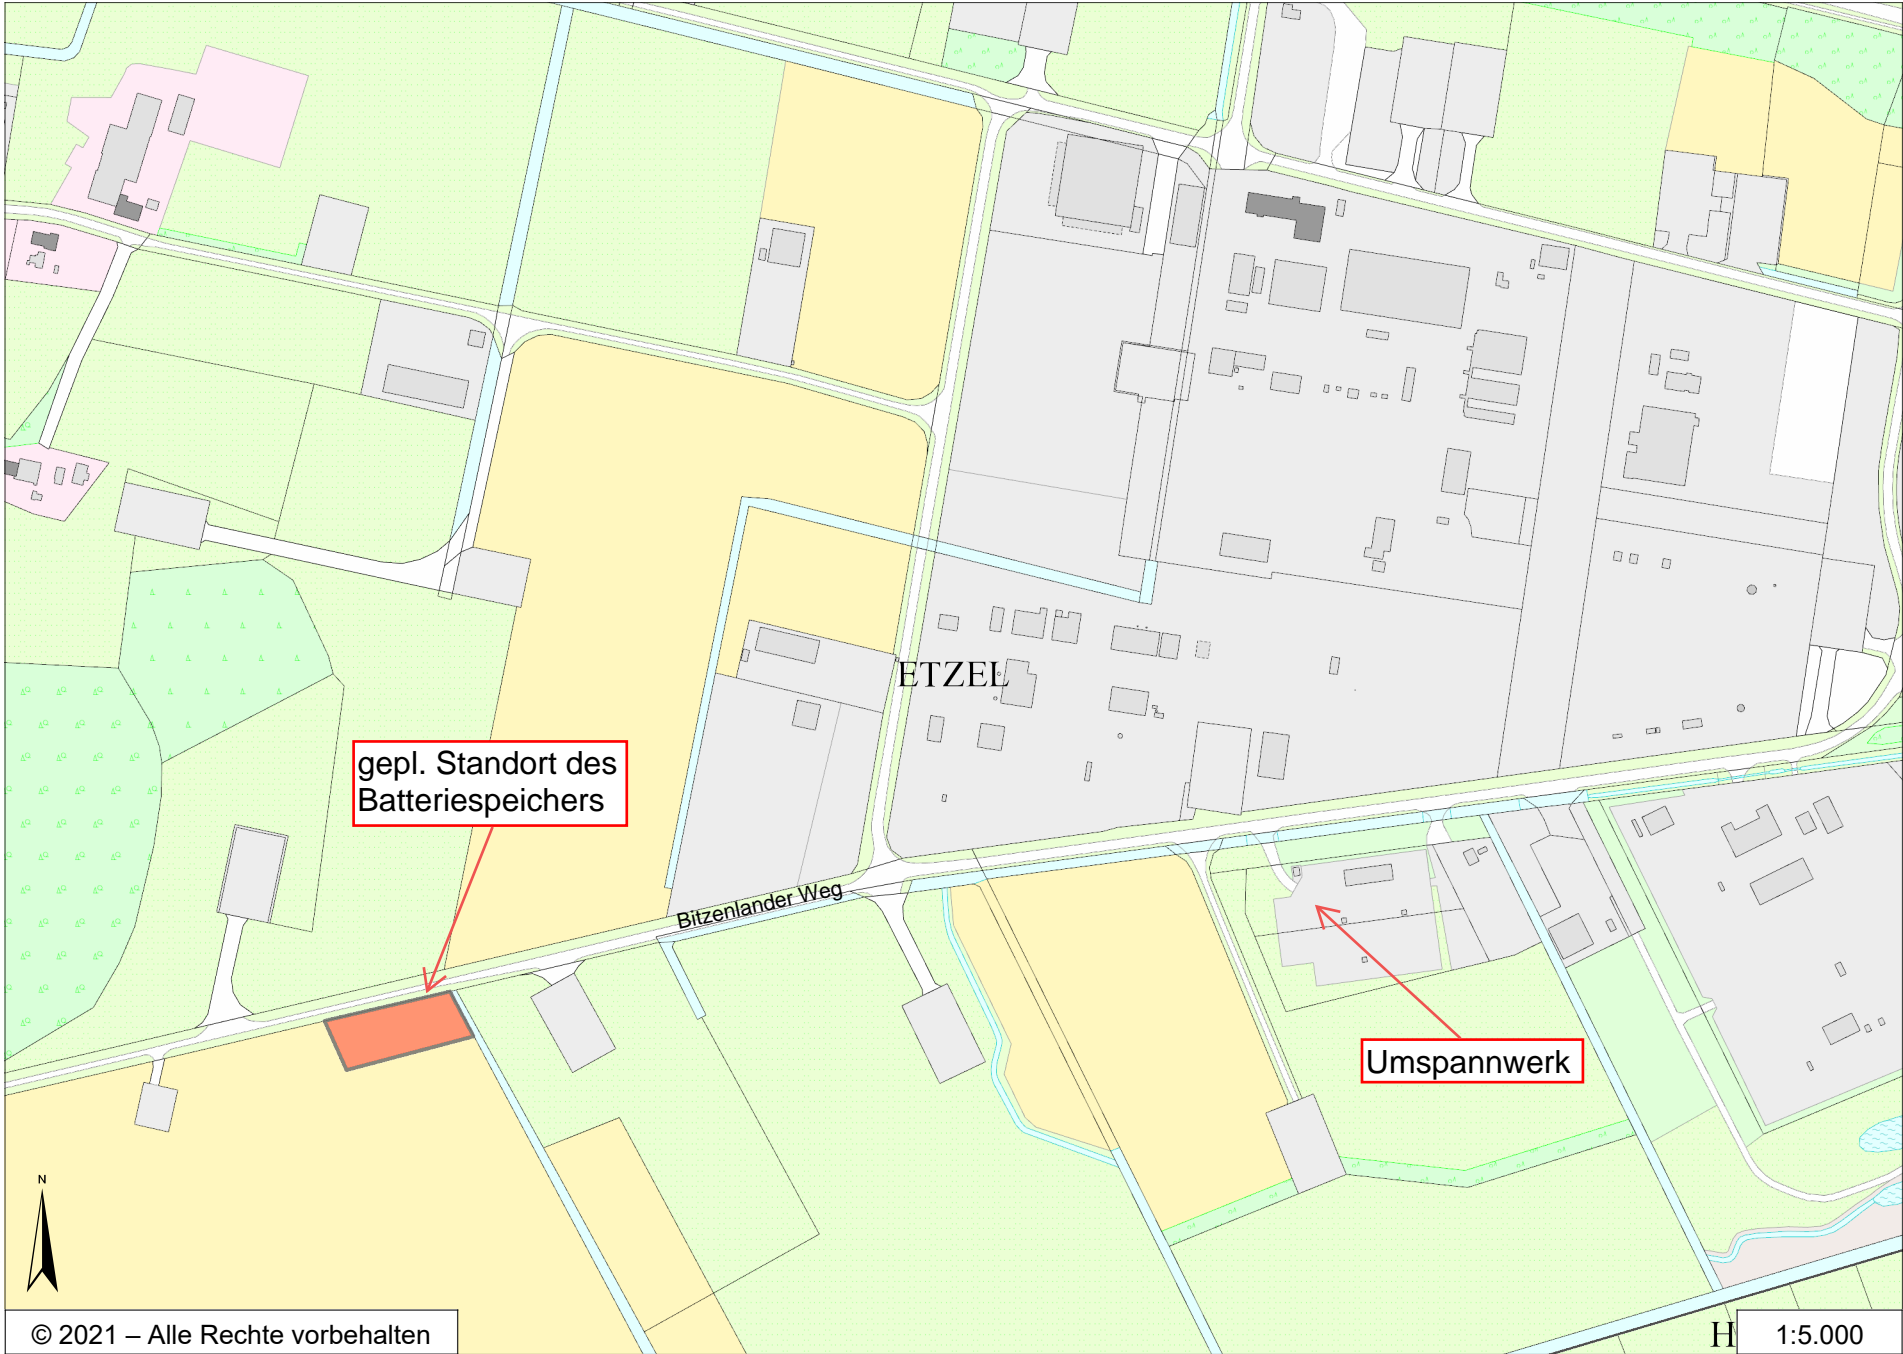 ETZEL
gepl. Standort des
Batteriespeichers
Bitzenlander Weg
Umspannwerk
N
© 2021 – Alle Rechte vorbehalten
H
1:5.000